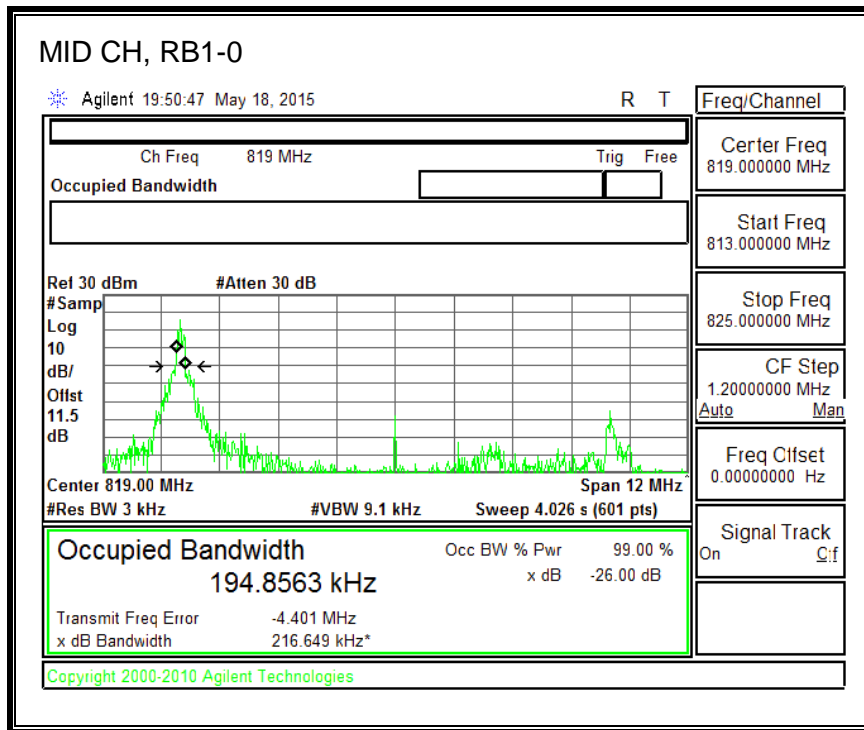 MID CH, RB1-0
Agilent 19:50:47 May 18, 2015 R T
Ch Freq 819 MHz Trig Free
Occupied Bandwidth
Ref 30 dBm #Atten 30 dB
#Samp
Log
10
dB/
Offst
11.5
dB
Center 819.00 MHz Span 12 MHz
#Res BW 3 kHz #VBW 9.1 kHz Sweep 4.026 s (601 pts)
Occupied Bandwidth Occ BW % Pwr 99.00 %
194.8563 kHz x dB -26.00 dB
Transmit Freq Error -4.401 MHz
x dB Bandwidth 216.649 kHz*
Copyright 2000-2010 Agilent Technologies
Freq/Channel
Center Freq
819.000000 MHz
Start Freq
813.000000 MHz
Stop Freq
825.000000 MHz
CF Step
1.20000000 MHz
Auto Man
Freq Offset
0.00000000 Hz
Signal Track
On Off